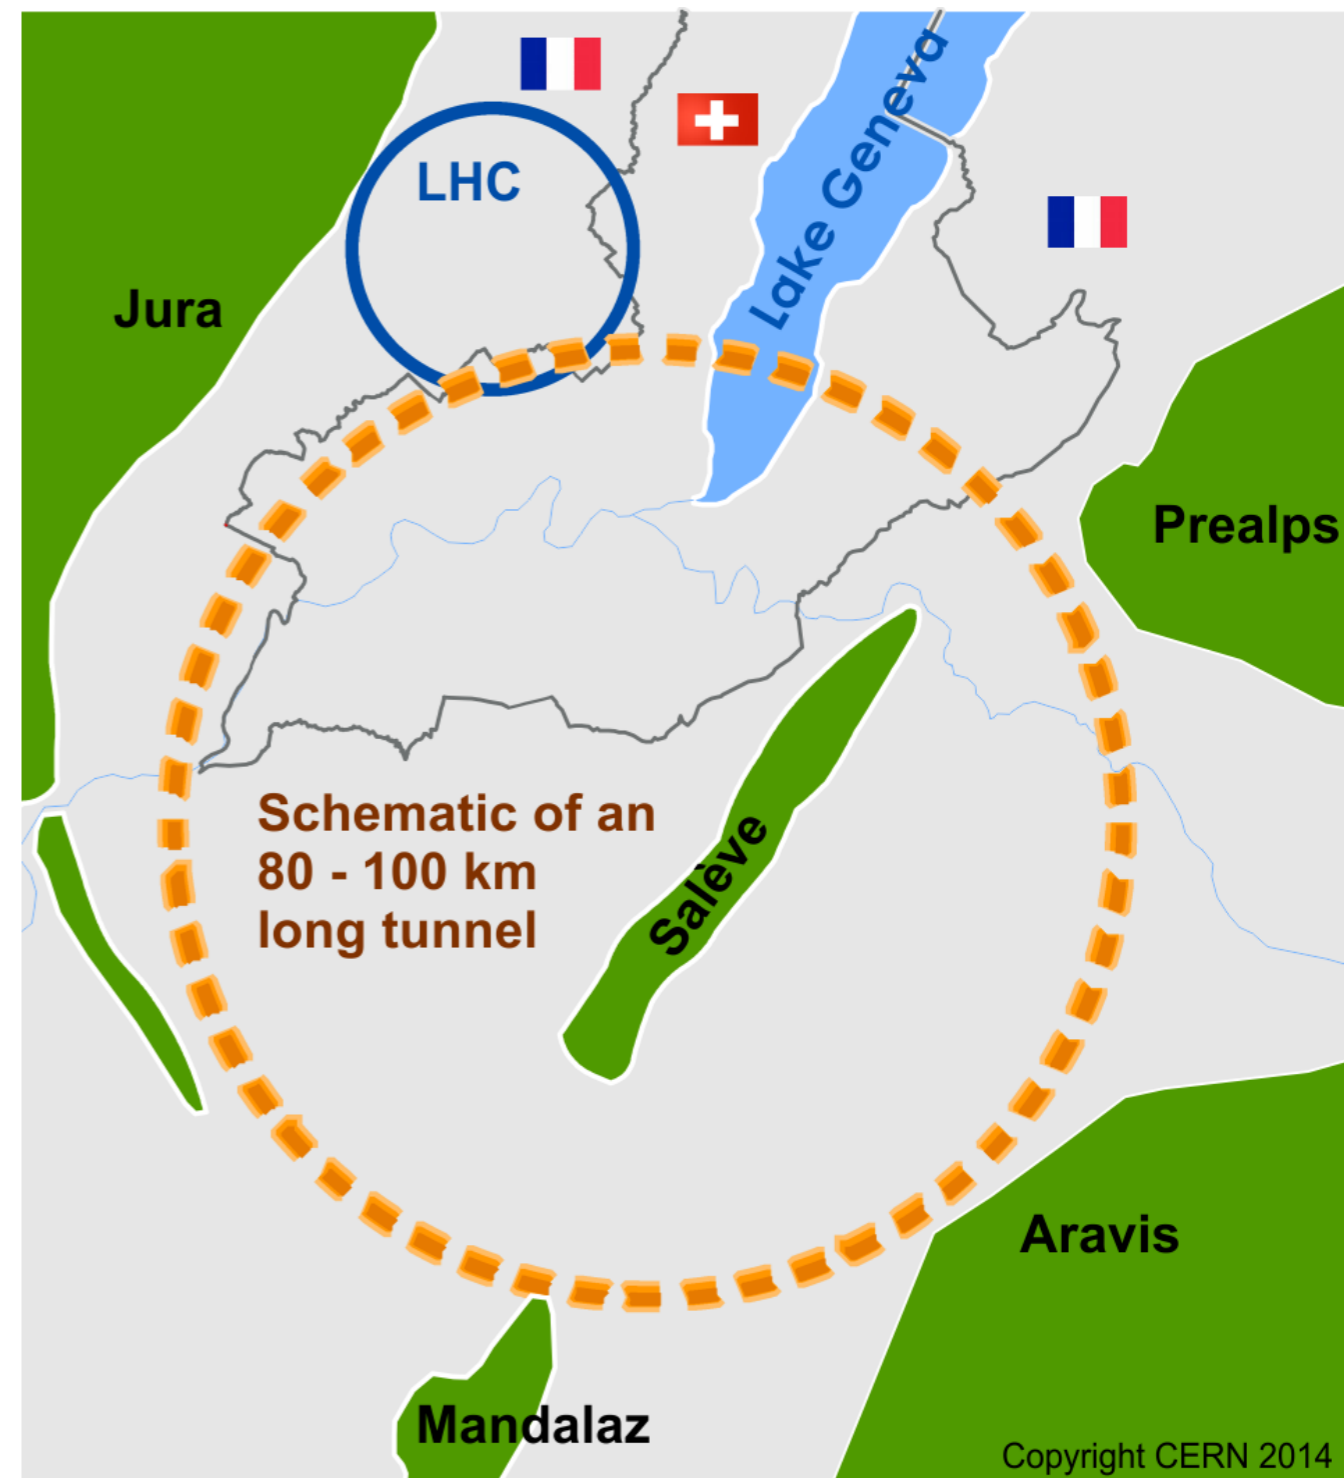 LHC
Lake Geneva
Jura
Prealps
Schematic of an
80 - 100 km
long tunnel
Salève
Aravis
Mandalaz
Copyright CERN 2014